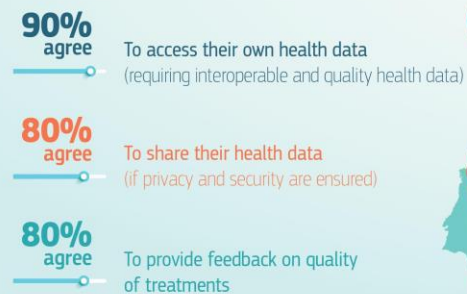 90%
agree
To access their own health data
(requiring interoperable and quality health data)
80%
agree
To share their health data
(if privacy and security are ensured)
80%
agree
To provide feedback on quality
of treatments